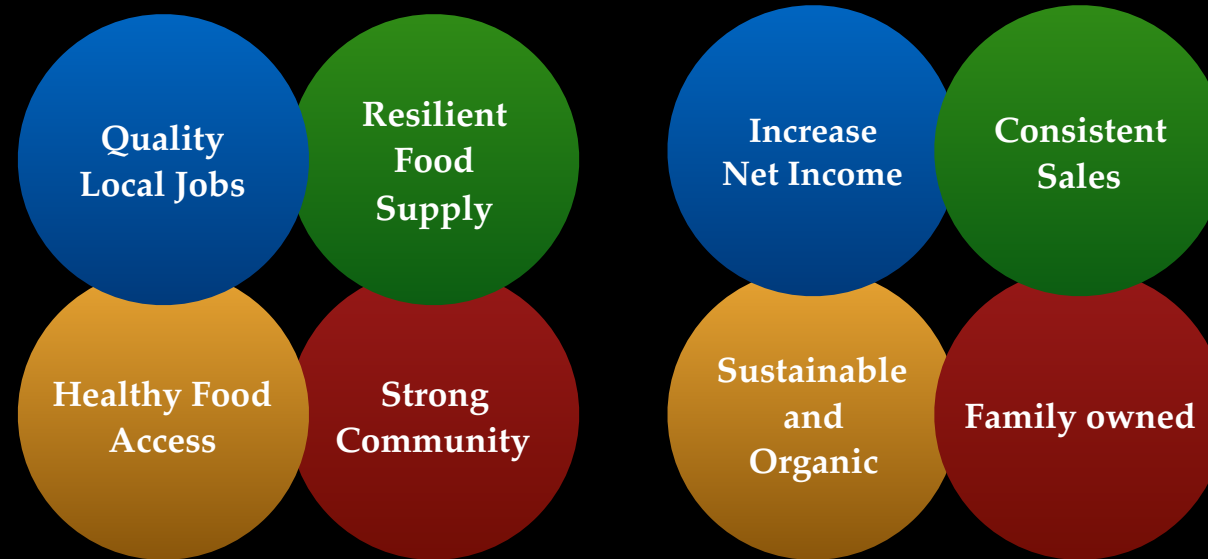 Quality
Local Jobs
Resilient
Food
Supply
Healthy Food
Access
Strong
Community
Increase
Net Income
Consistent
Sales
Sustainable
and
Organic
Family owned